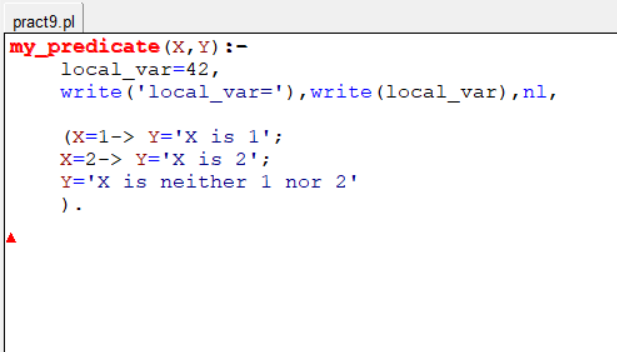 pract9.pl
my_predicate(X,Y):-
local_var=42,
write('local_var='),write(local_var),nl,
(X=1-> Y='X is 1';
X=2-> Y='X is 2';
Y='X is neither 1 nor 2'
).